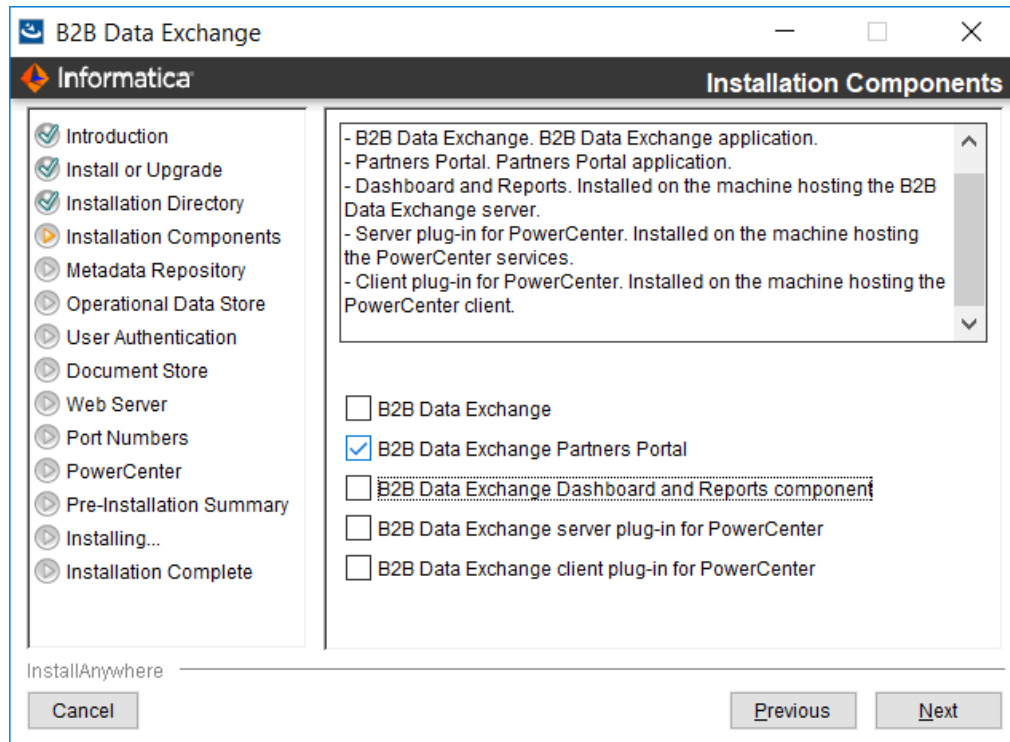 B2B Data Exchange
Informatica
Installation Components
Introduction
Install or Upgrade
Installation Directory
Installation Components
Metadata Repository
Operational Data Store
User Authentication
Document Store
Web Server
Port Numbers
PowerCenter
Pre-Installation Summary
Installing...
Installation Complete
- B2B Data Exchange. B2B Data Exchange application.
- Partners Portal. Partners Portal application.
- Dashboard and Reports. Installed on the machine hosting the B2B
Data Exchange server.
- Server plug-in for PowerCenter. Installed on the machine hosting
the PowerCenter services.
- Client plug-in for PowerCenter. Installed on the machine hosting the
PowerCenter client.
B2B Data Exchange
B2B Data Exchange Partners Portal
B2B Data Exchange Dashboard and Reports component
B2B Data Exchange server plug-in for PowerCenter
B2B Data Exchange client plug-in for PowerCenter
InstallAnywhere
Cancel
Previous
Next